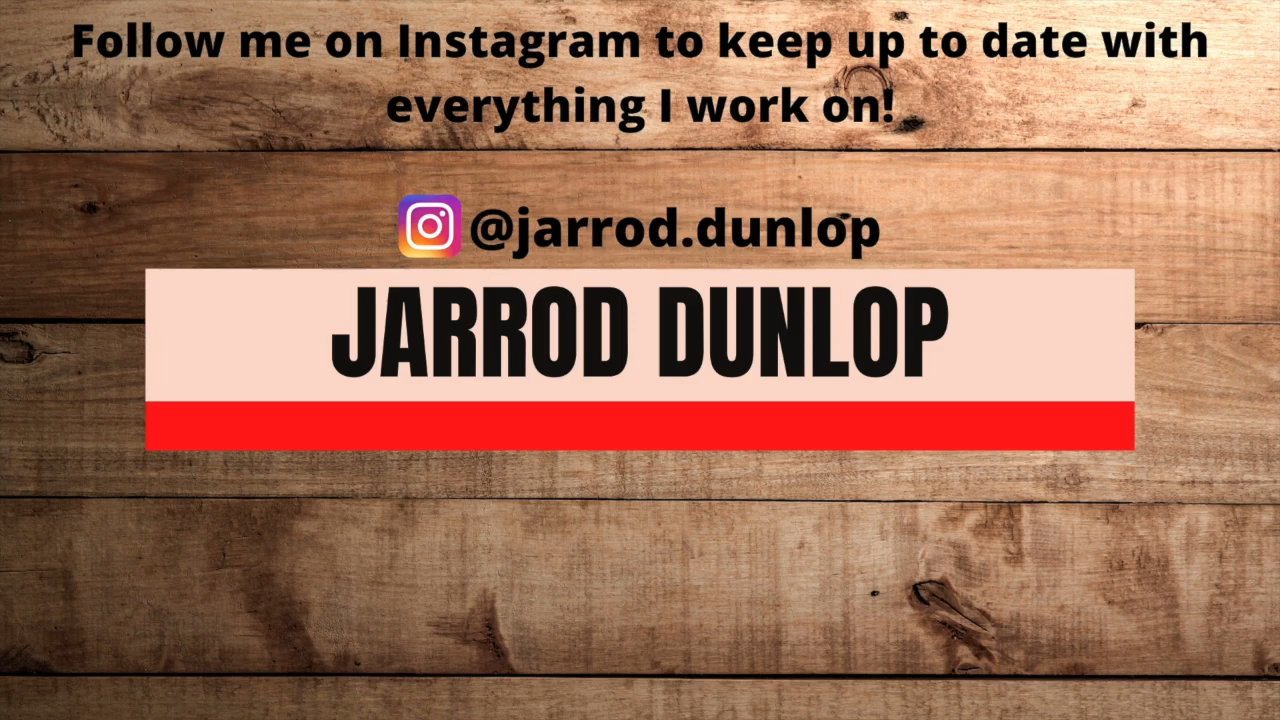 Follow me on Instagram to keep up to date with
everything I work on!
@jarrod.dunlop
JARROD DUNLOP